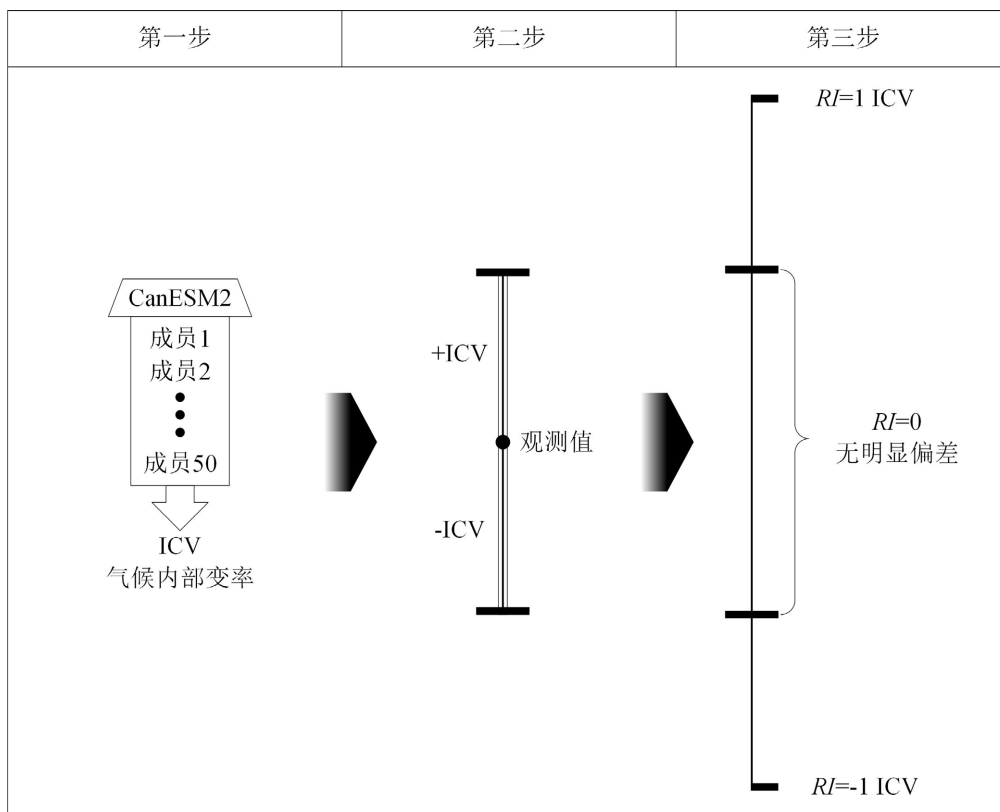 第一步
第二步
第三步
CanESM2
成员1
成员2
成员50
ICV
气候内部变率
+ICV
观测值
-ICV
RI=1 ICV
RI=0
无明显偏差
RI=-1 ICV